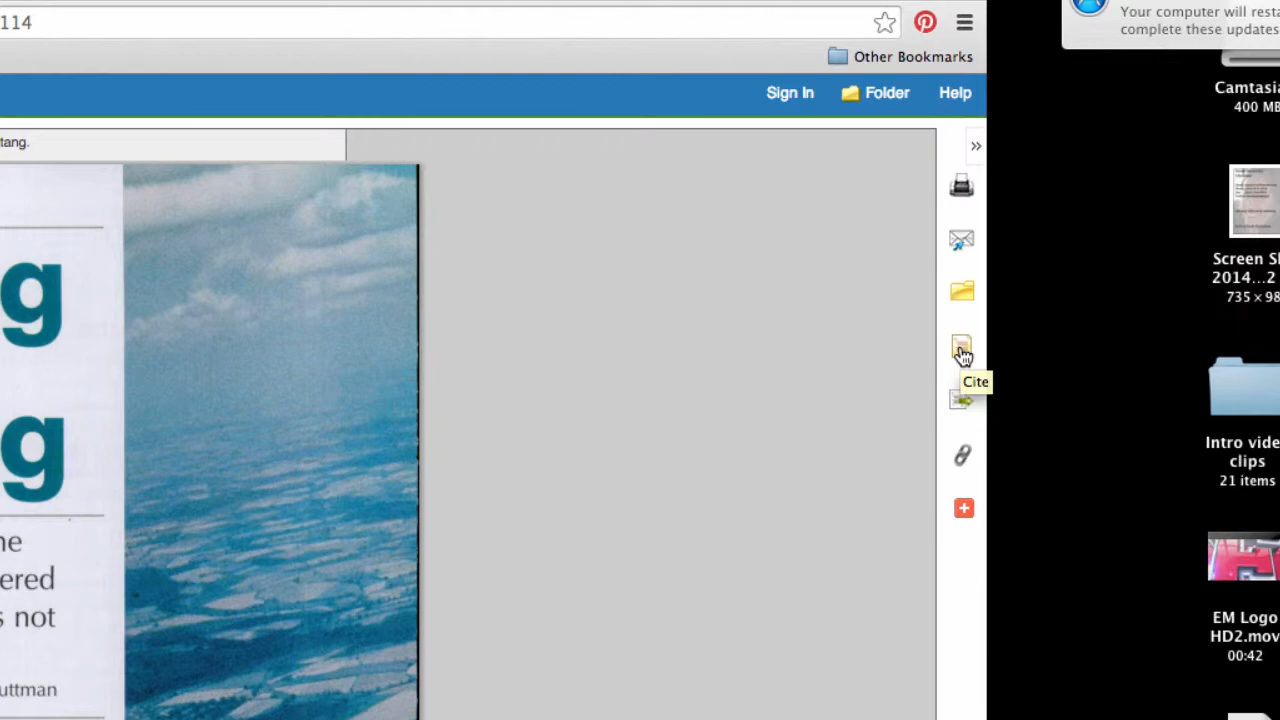 114
Other Bookmarks
Sign In Folder Help
tang.
g
g
ne
ered
s not
uttman
Cite
Your computer will resta
complete these updates
Camtasia
400 MB
Screen Sh
2014...2
735 × 98
Intro vide
clips
21 items
EM Logo
HD2.mov
00:42